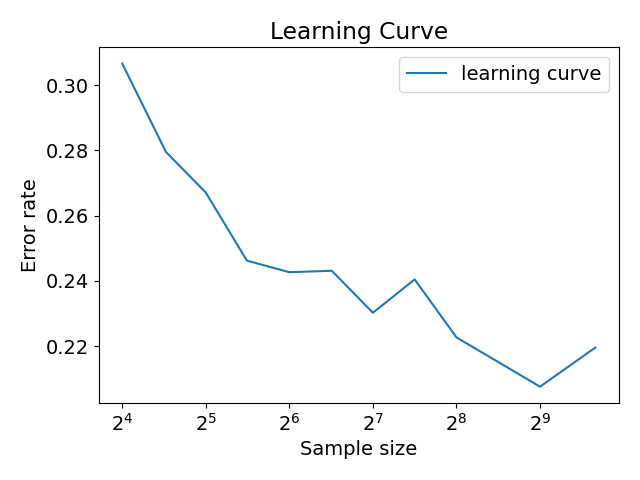 Learning Curve
learning curve
0.30
0.28
0.26
0.24
0.22
Error rate
2⁴ 2⁵ 2⁶ 2⁷ 2⁸ 2⁹
Sample size